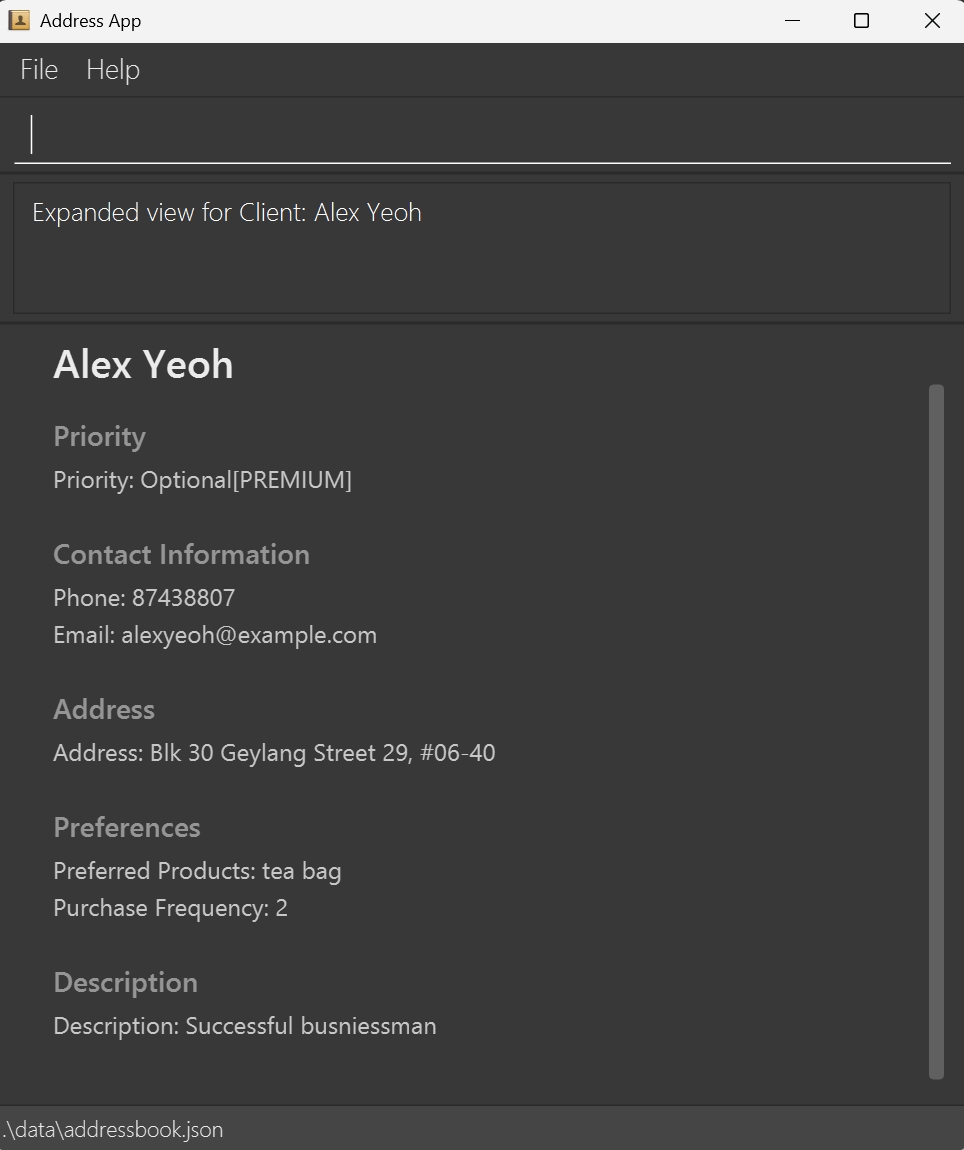 Address App
File Help
Expanded view for Client: Alex Yeoh
Alex Yeoh
Priority
Priority: Optional[PREMIUM]
Contact Information
Phone: 87438807
Email: alexyeoh@example.com
Address
Address: Blk 30 Geylang Street 29, #06-40
Preferences
Preferred Products: tea bag
Purchase Frequency: 2
Description
Description: Successful busniessman
.\data\addressbook.json